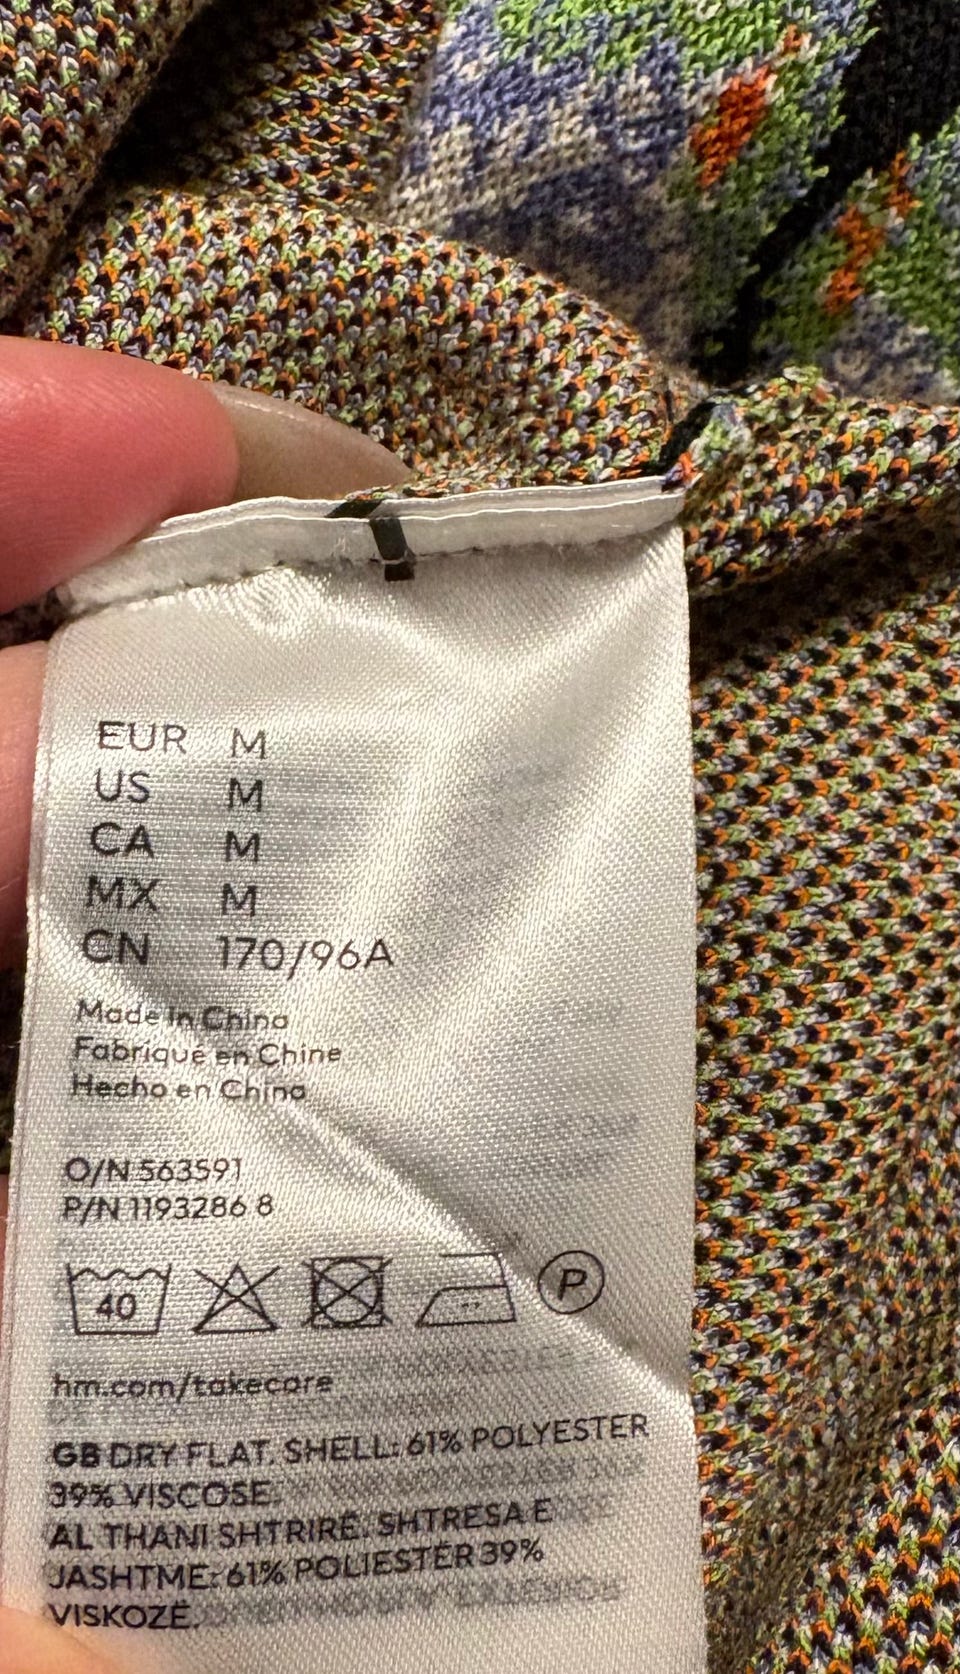 EUR M
US M
CA M
MX M
CN 170/96A
Made in China
Fabriqué en Chine
Hecho en China
O/N 563591
P/N 1193286 8
40 P
hm.com/takecare
GB DRY FLAT. SHELL: 61% POLYESTER
39% VISCOSE.
AL THANI SHTRIRË. SHTRESA E
JASHTME: 61% POLIESTËR 39%
VISKOZË.